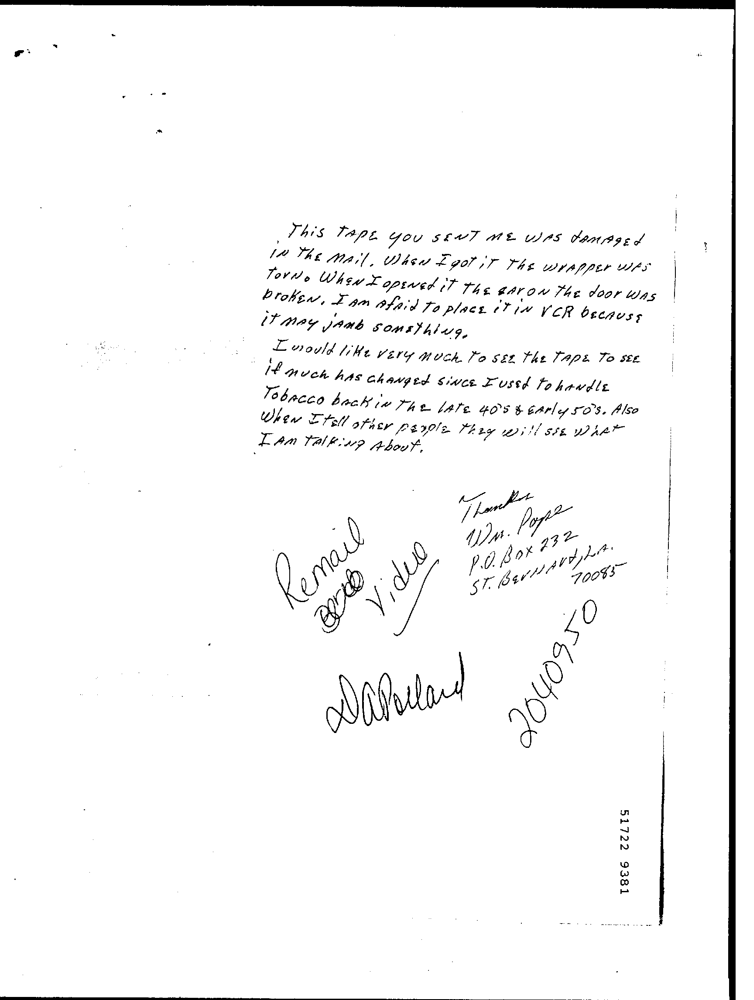 This TAPE you SENT ME WAS damaged
IN The MAil. When I got iT The wrapper was
TORN. When I opened it The BAR ON The door was
broken. I AM Afaid To place it in VCR because
it may jamb somsthing.
I would like very much To see the TAPE To see
if much has changed since I used to handle
Tobacco back in The LATE 40's & early 50's. Also
When I tell other people they will see what
I AM Talking About.
Thanks
Wm. Pope
P.O. Box 232
ST. BERNARD, LA.
70085
Remail
video
DAPollard
2040950
51722 9381